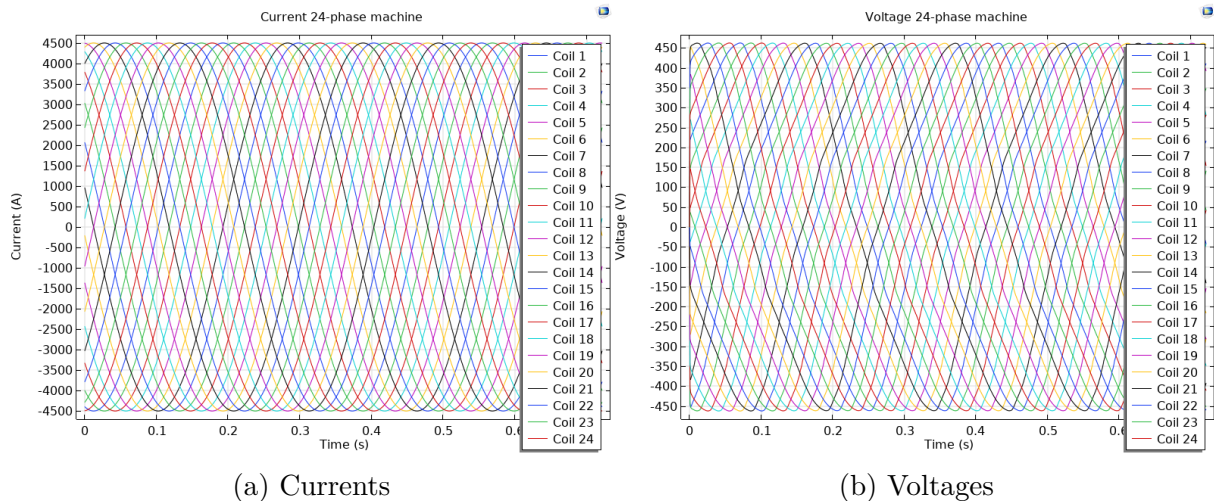 Current 24-phase machine
4500
4000
3500
3000
2500
2000
1500
1000
500
0
-500
-1000
-1500
-2000
-2500
-3000
-3500
-4000
-4500
Current (A)
0 0.1 0.2 0.3 0.4 0.5
Time (s)
Coil 1
Coil 2
Coil 3
Coil 4
Coil 5
Coil 6
Coil 7
Coil 8
Coil 9
Coil 10
Coil 11
Coil 12
Coil 13
Coil 14
Coil 15
Coil 16
Coil 17
Coil 18
Coil 19
Coil 20
Coil 21
Coil 22
Coil 23
Coil 24
(a) Currents
Voltage 24-phase machine
450
400
350
300
250
200
150
100
50
0
-50
-100
-150
-200
-250
-300
-350
-400
-450
Voltage (V)
0 0.1 0.2 0.3 0.4 0.5
Time (s)
Coil 1
Coil 2
Coil 3
Coil 4
Coil 5
Coil 6
Coil 7
Coil 8
Coil 9
Coil 10
Coil 11
Coil 12
Coil 13
Coil 14
Coil 15
Coil 16
Coil 17
Coil 18
Coil 19
Coil 20
Coil 21
Coil 22
Coil 23
Coil 24
(b) Voltages